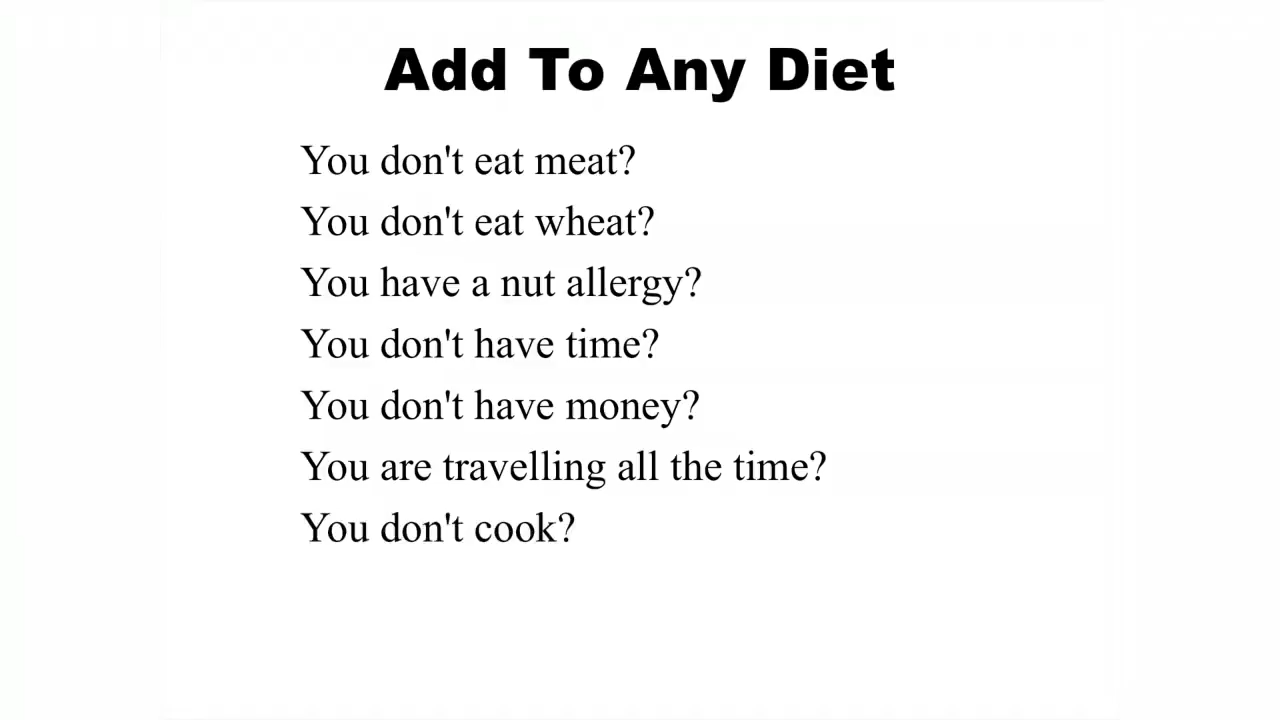 Add To Any Diet
You don't eat meat?
You don't eat wheat?
You have a nut allergy?
You don't have time?
You don't have money?
You are travelling all the time?
You don't cook?